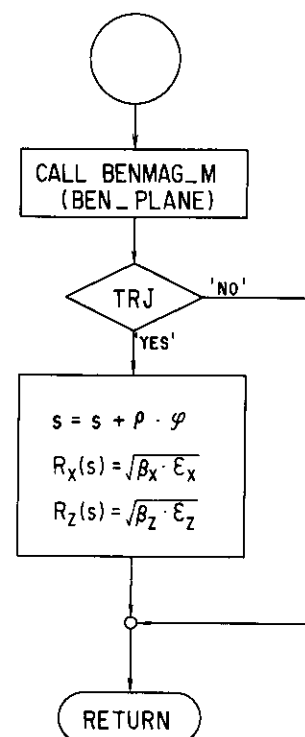 CALL BENMAG_M
(BEN_PLANE)
TRJ
'NO'
'YES'
s = s + ρ · φ
R_X(s) = √(β_X · ε_X)
R_Z(s) = √(β_Z · ε_Z)
RETURN